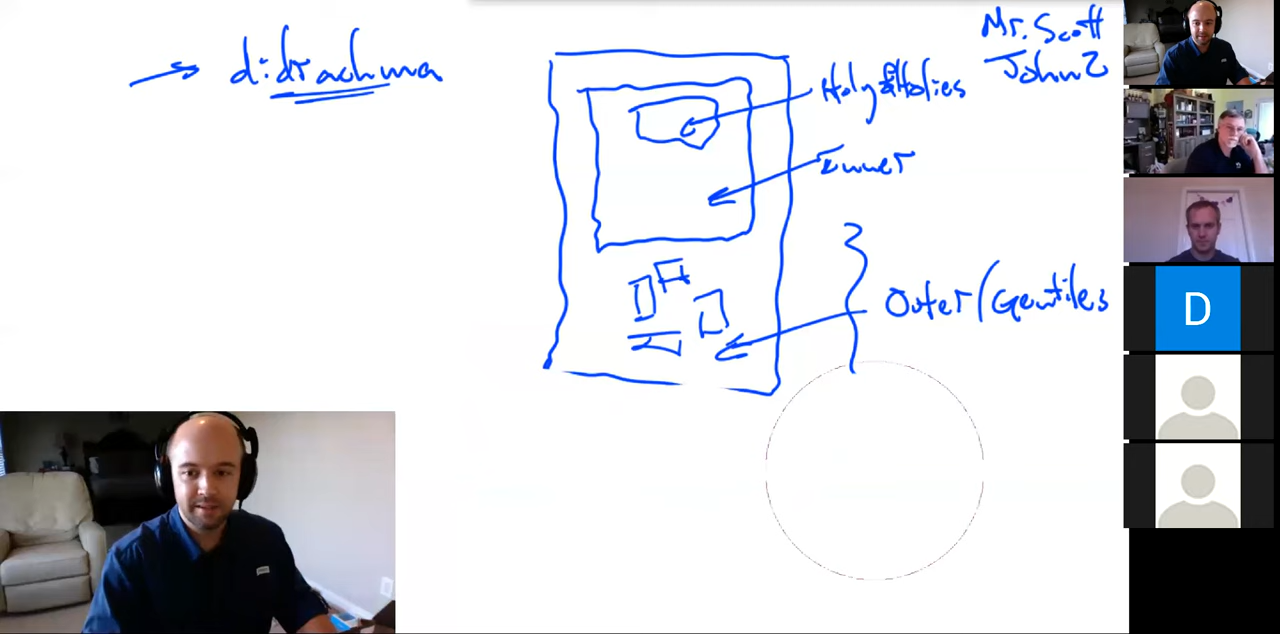 → didrachma
Mr. Scott
John 2
Holy of Holies
Inner
Outer/Gentiles
D